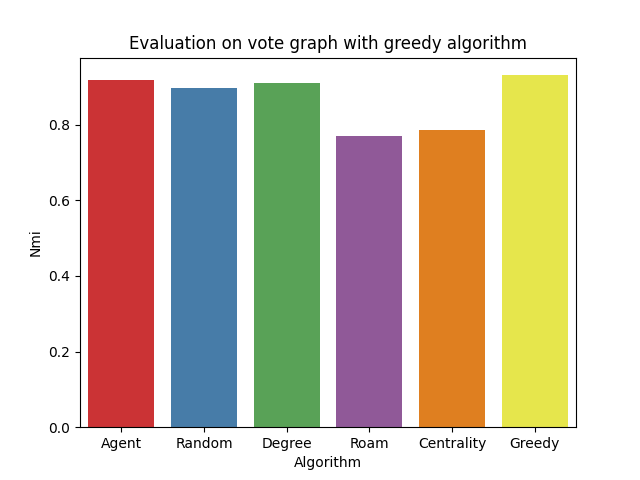 Evaluation on vote graph with greedy algorithm
0.8
0.6
0.4
0.2
0.0
Nmi
Agent Random Degree Roam Centrality Greedy
Algorithm